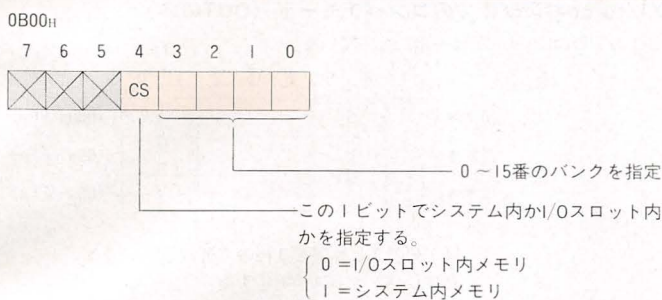 0B00H
7 6 5 4 3 2 1 0
CS
0～15番のバンクを指定
この1ビットでシステム内かI/Oスロット内
かを指定する。
0＝I/Oスロット内メモリ
1＝システム内メモリ